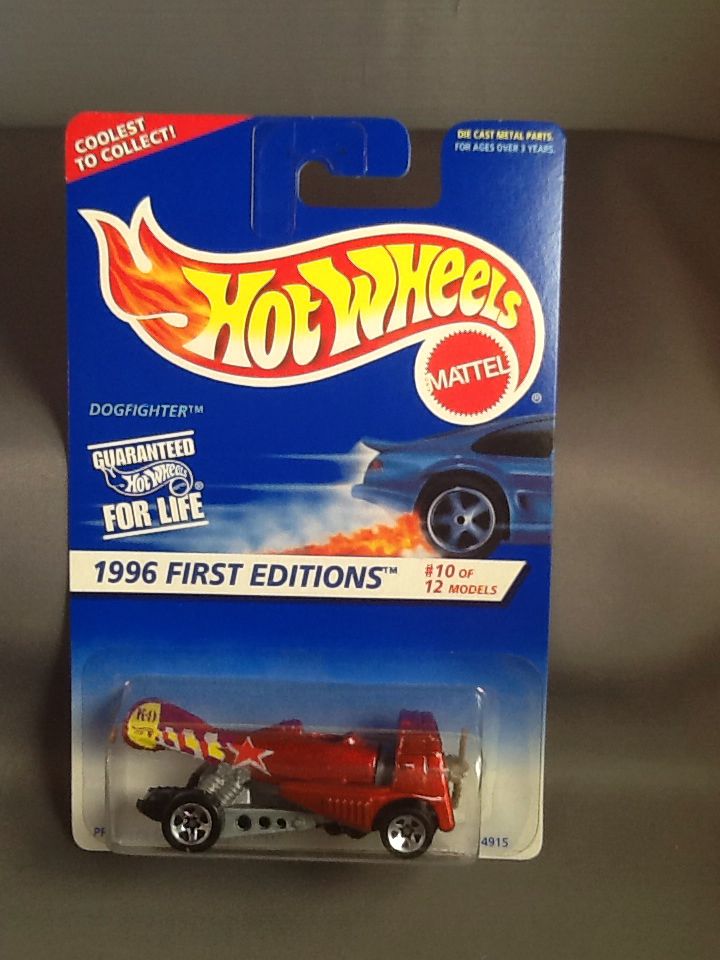 COOLEST
TO COLLECT!
DIE CAST METAL PARTS.
FOR AGES OVER 3 YEARS.
HOT WHEELS
MATTEL
®
DOGFIGHTER™
GUARANTEED
HOT WHEELS®
FOR LIFE
1996 FIRST EDITIONS™
#10 OF
12 MODELS
K-9
4915